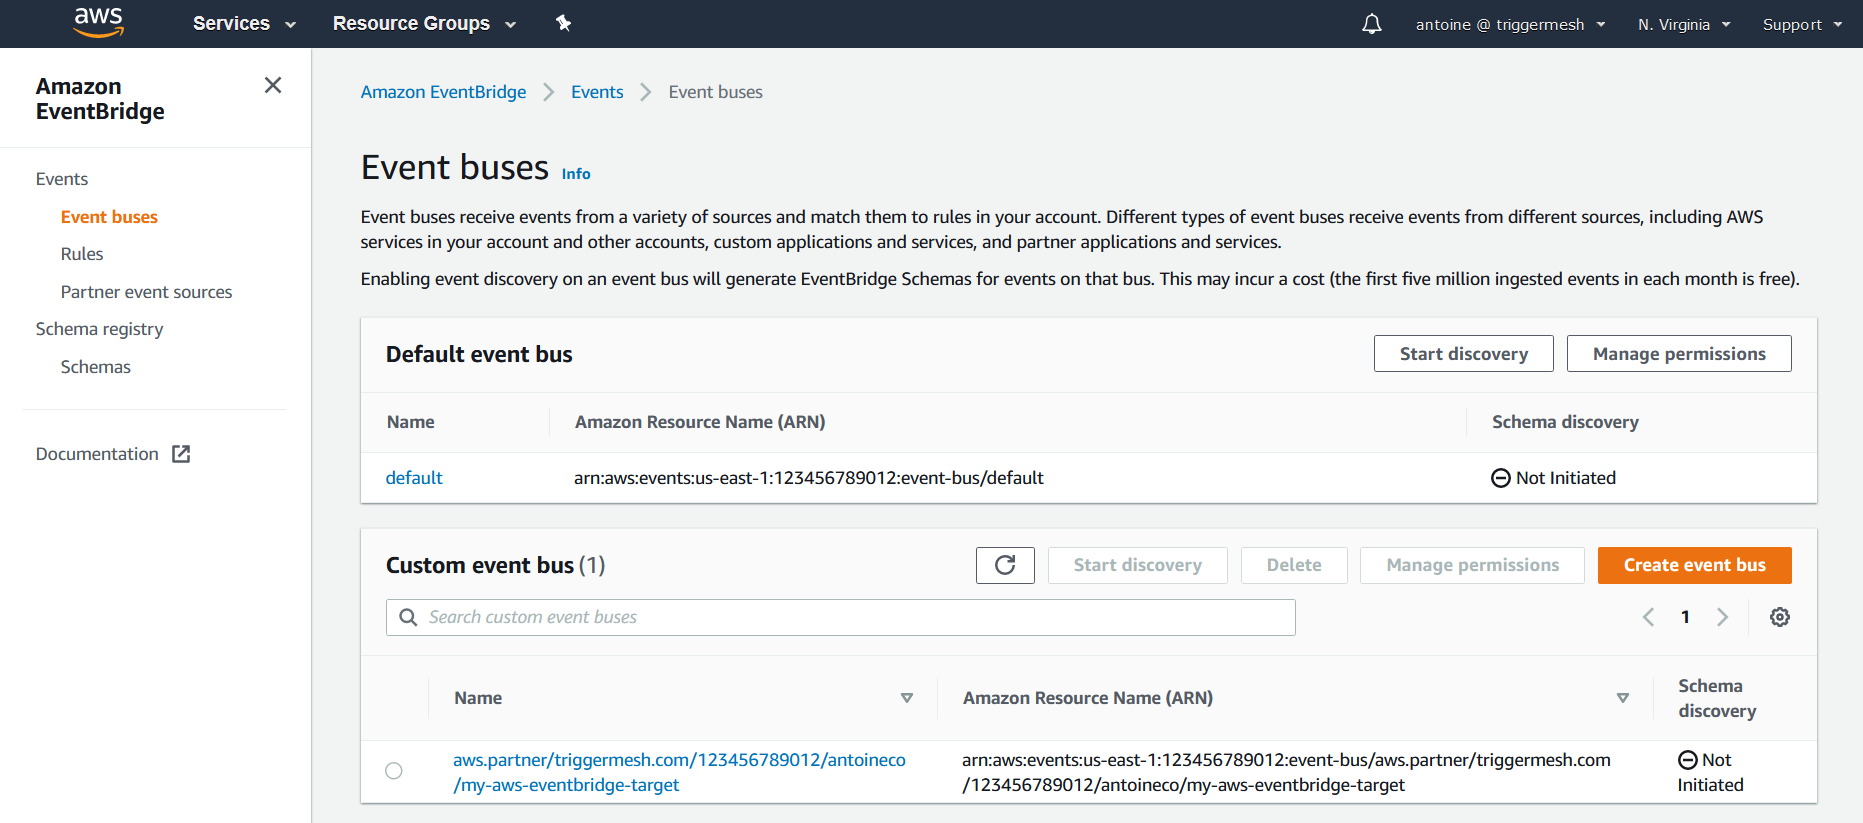 aws Services Resource Groups antoine @ triggermesh N. Virginia Support
Amazon
EventBridge
Events
Event buses
Rules
Partner event sources
Schema registry
Schemas
Documentation
Amazon EventBridge Events Event buses
Event buses Info
Event buses receive events from a variety of sources and match them to rules in your account. Different types of event buses receive events from different sources, including AWS
services in your account and other accounts, custom applications and services, and partner applications and services.
Enabling event discovery on an event bus will generate EventBridge Schemas for events on that bus. This may incur a cost (the first five million ingested events in each month is free).
Default event bus Start discovery Manage permissions
Name Amazon Resource Name (ARN) Schema discovery
default arn:aws:events:us-east-1:123456789012:event-bus/default Not Initiated
Custom event bus (1) Start discovery Delete Manage permissions Create event bus
Search custom event buses 1
Name Amazon Resource Name (ARN) Schema
discovery
aws.partner/triggermesh.com/123456789012/antoineco arn:aws:events:us-east-1:123456789012:event-bus/aws.partner/triggermesh.com Not
/my-aws-eventbridge-target /123456789012/antoineco/my-aws-eventbridge-target Initiated